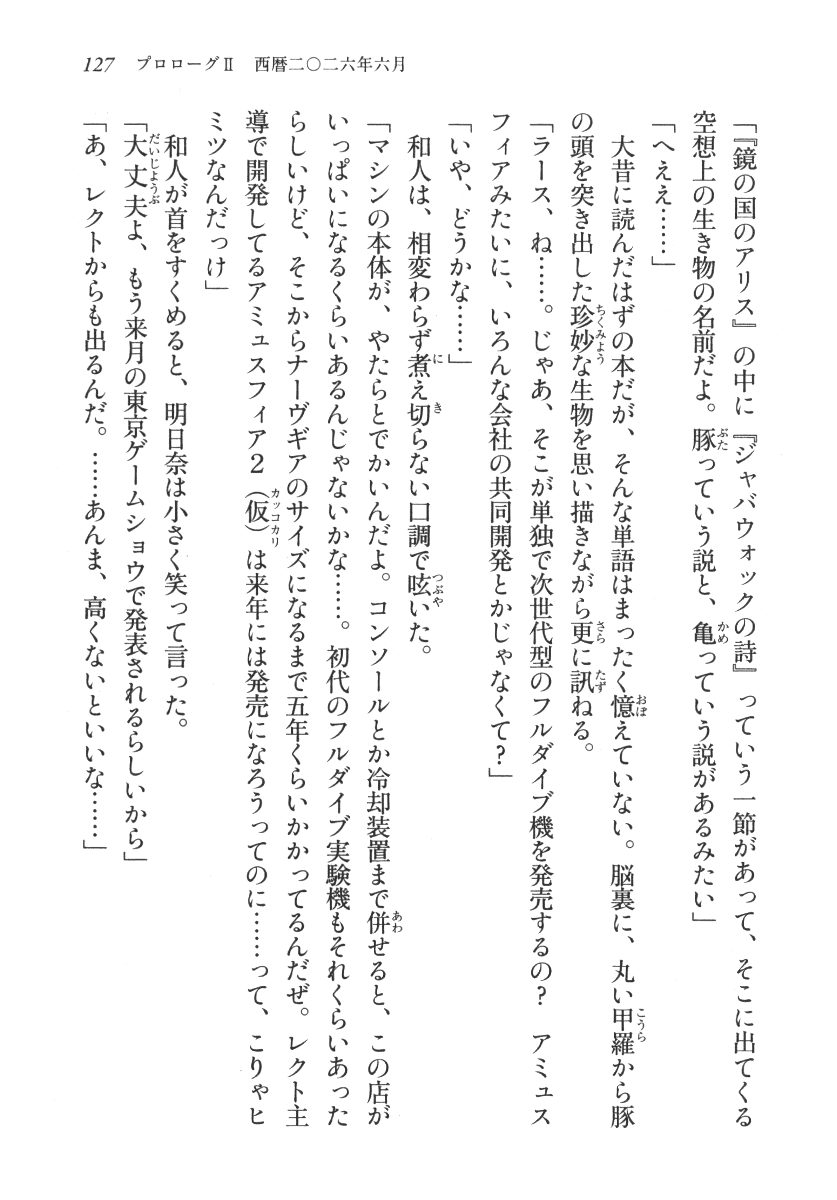 127　プロローグⅡ　西暦二〇二六年六月
「『鏡の国のアリス』の中に『ジャバウォックの詩』っていう一節があって、そこに出てくる
空想上の生き物の名前だよ。豚っていう説と、亀っていう説があるみたい」
「へええ……」
　大昔に読んだはずの本だが、そんな単語はまったく憶えていない。脳裏に、丸い甲羅から豚
の頭を突き出した珍妙な生物を思い描きながら更に訊ねる。
「ラース、ね……。じゃあ、そこが単独で次世代型のフルダイブ機を発売するの？　アミュス
フィアみたいに、いろんな会社の共同開発とかじゃなくて？」
「いや、どうかな……」
　和人は、相変わらず煮え切らない口調で呟いた。
「マシンの本体が、やたらとでかいんだよ。コンソールとか冷却装置まで併せると、この店が
いっぱいになるくらいあるんじゃないかな……。初代のフルダイブ実験機もそれくらいあった
らしいけど、そこからナーヴギアのサイズになるまで五年くらいかかってるんだぜ。レクト主
導で開発してるアミュスフィア２（仮）は来年には発売になろうってのに……って、こりゃヒ
ミツなんだっけ」
　和人が首をすくめると、明日奈は小さく笑って言った。
「大丈夫よ、もう来月の東京ゲームショウで発表されるらしいから」
「あ、レクトからも出るんだ。……あんま、高くないといいな……」